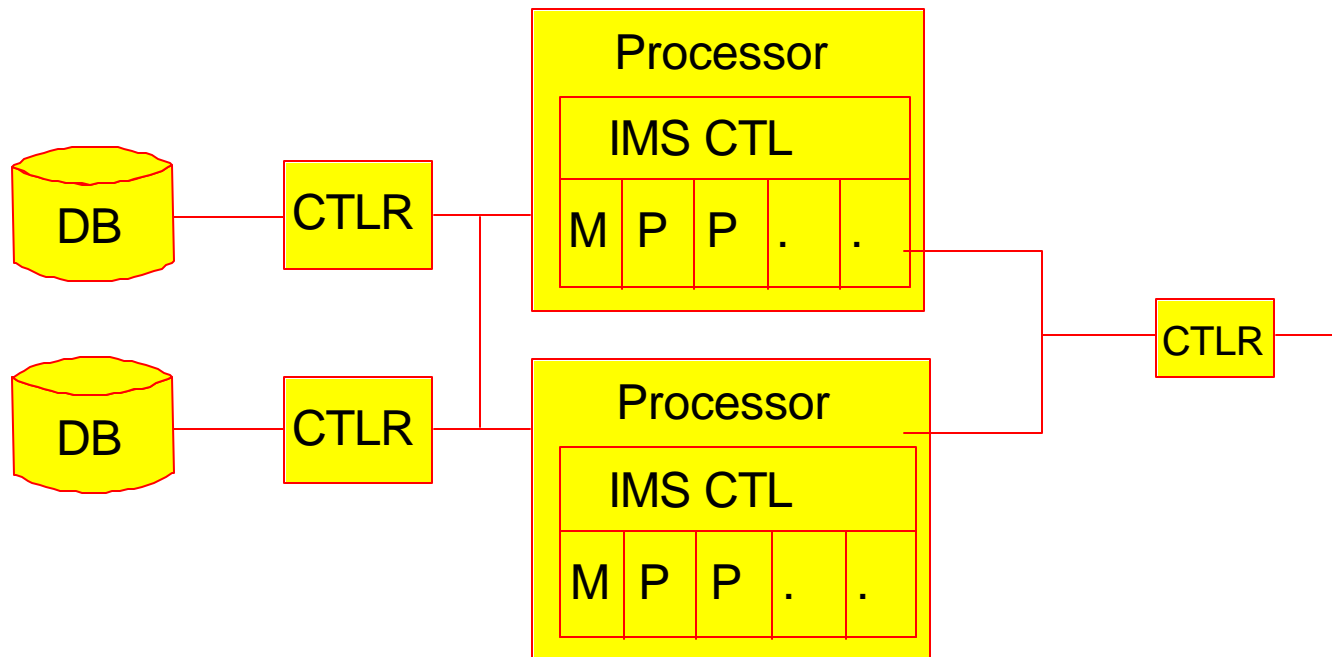 Processor
IMS CTL
M P P . .
DB
CTLR
CTLR
DB
CTLR
Processor
IMS CTL
M P P . .